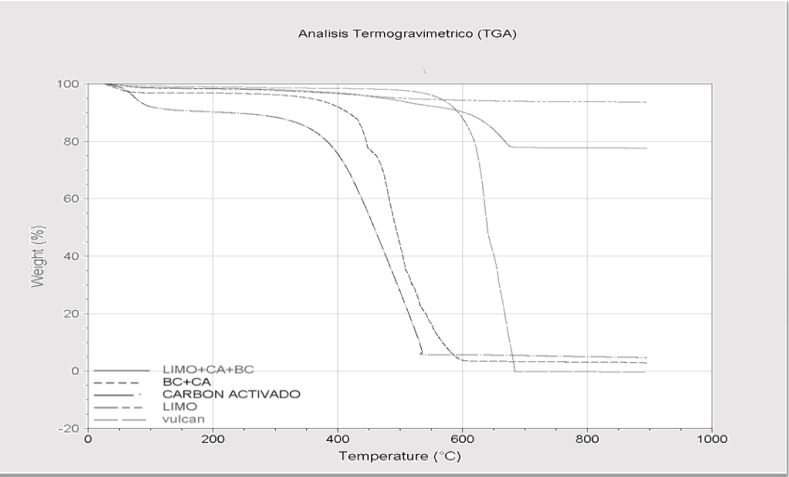 Analisis Termogravimetrico (TGA)
100
80
60
40
20
0
-20
Weight (%)
LIMO+CA+BC
BC+CA
CARBON ACTIVADO
LIMO
vulcan
0 200 400 600 800 1000
Temperature (°C)